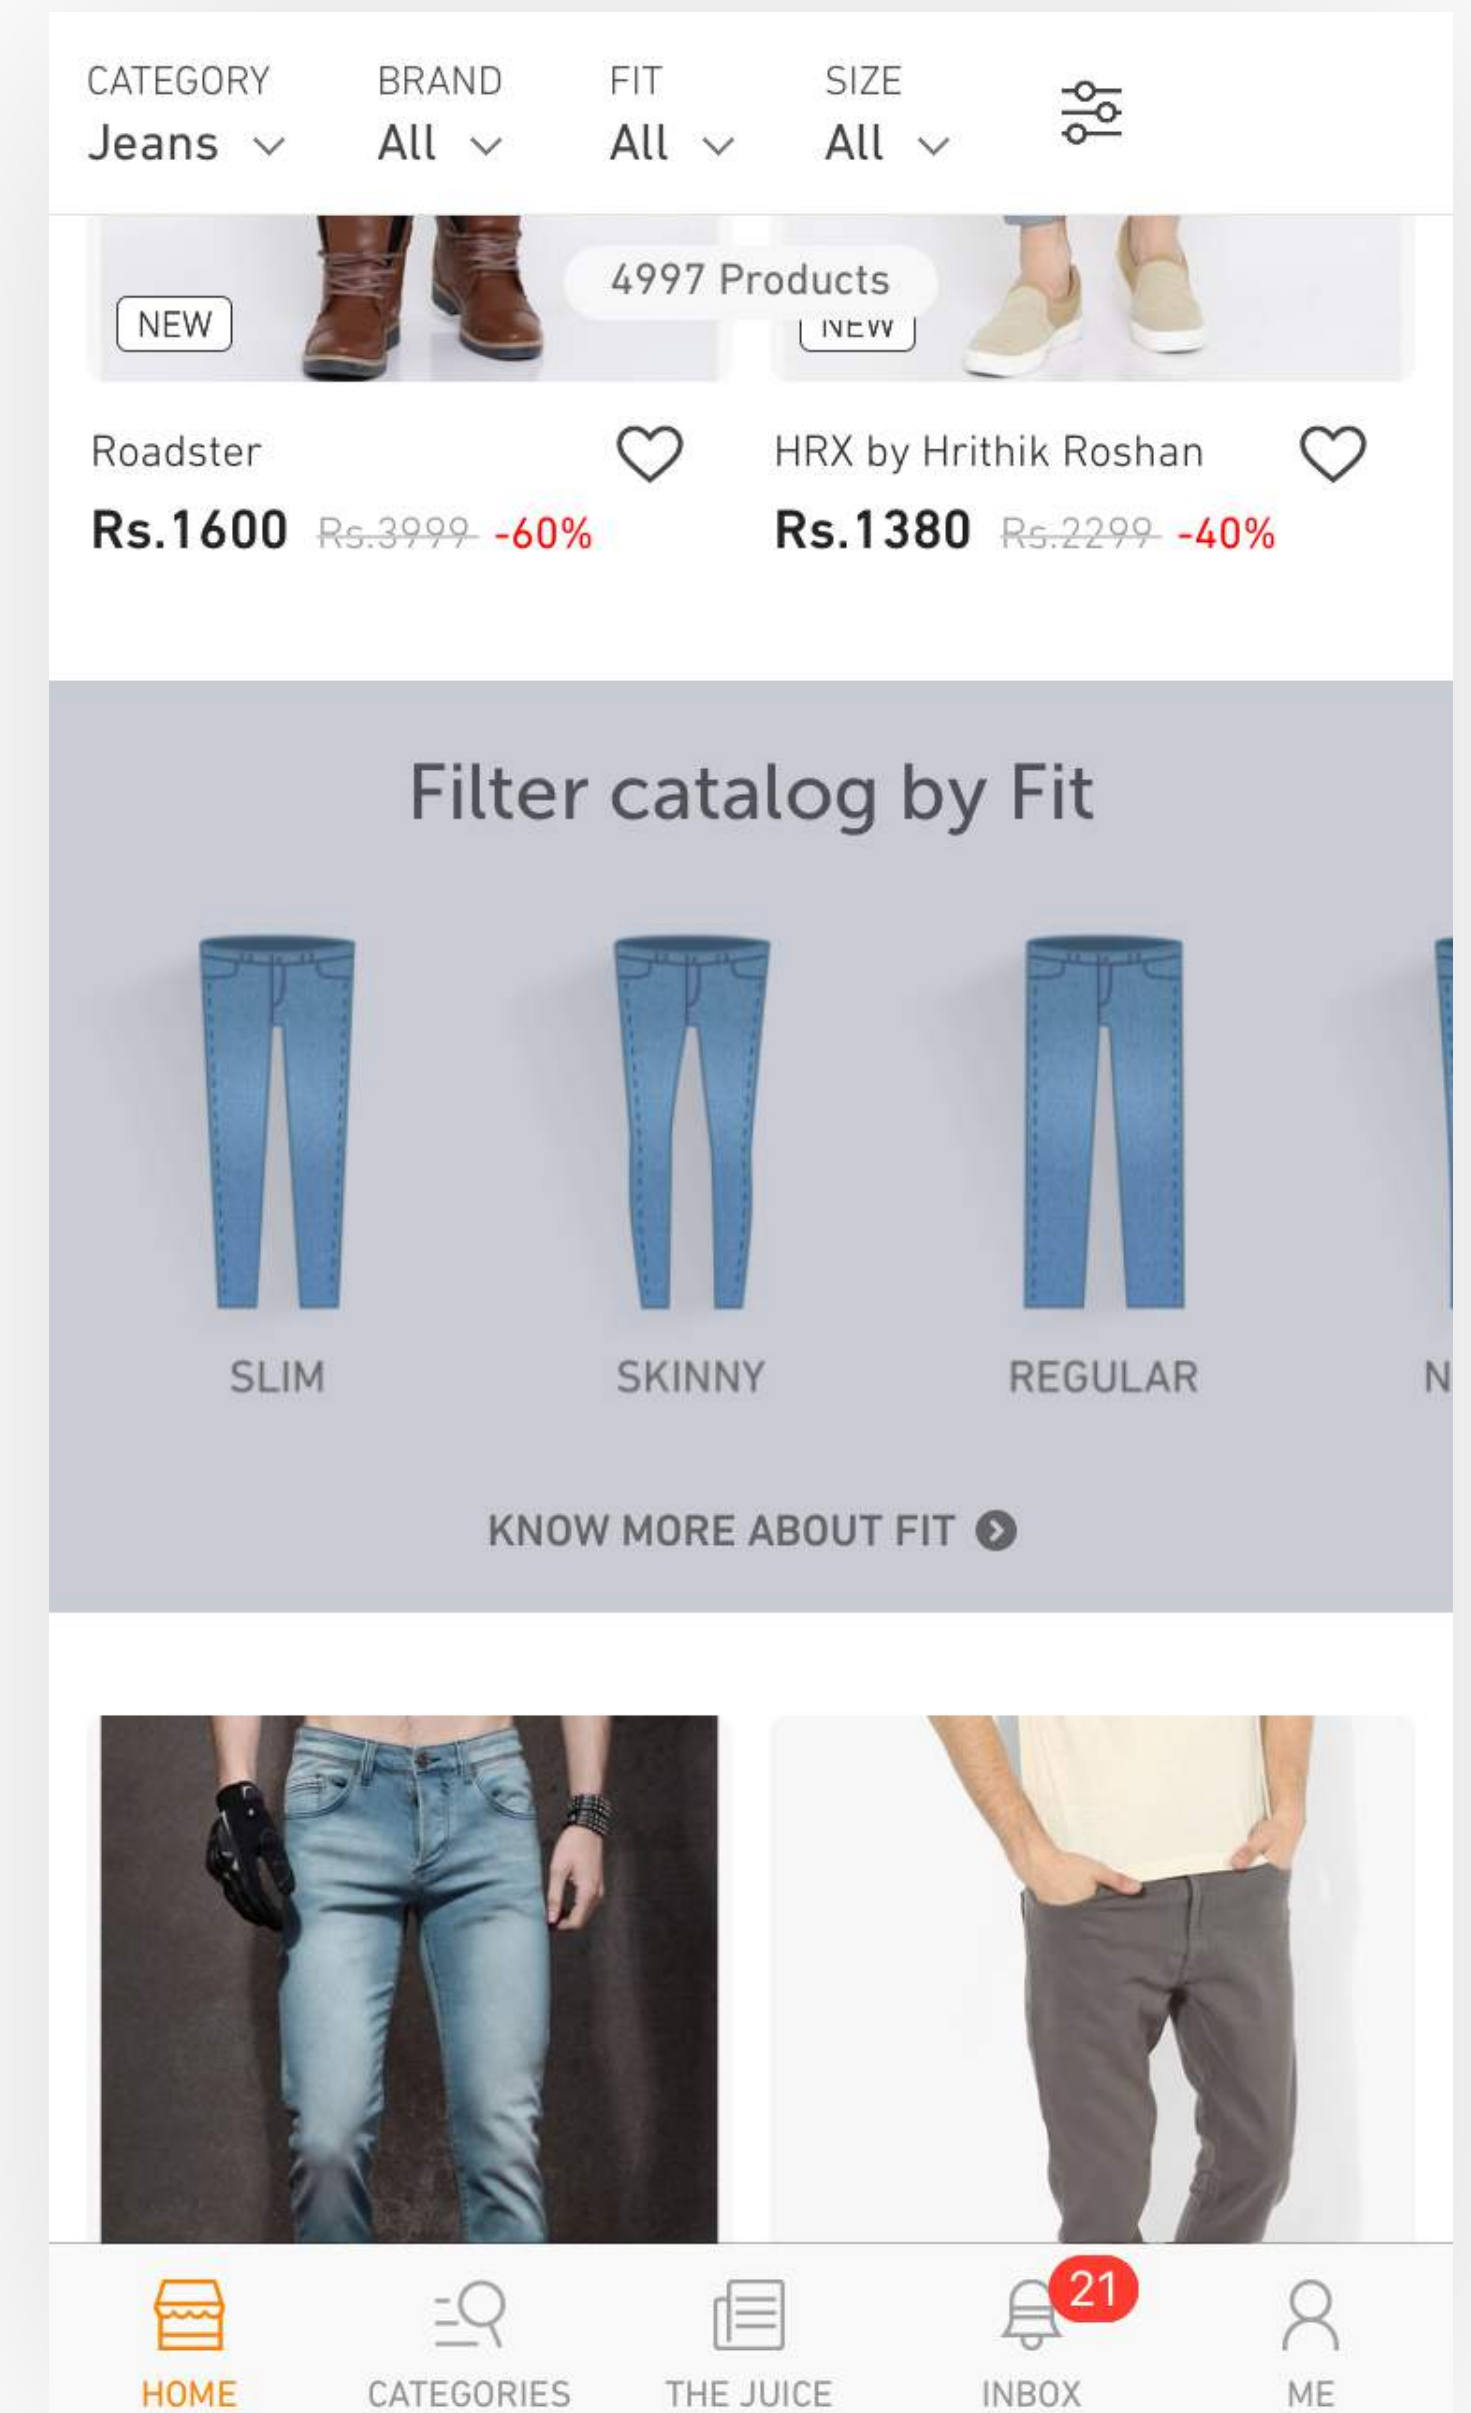 CATEGORY BRAND FIT SIZE
Jeans All All All
4997 Products
NEW NEW
Roadster HRX by Hrithik Roshan
Rs.1600 Rs.3999 -60% Rs.1380 Rs.2299 -40%
Filter catalog by Fit
SLIM SKINNY REGULAR N
KNOW MORE ABOUT FIT
21
HOME CATEGORIES THE JUICE INBOX ME